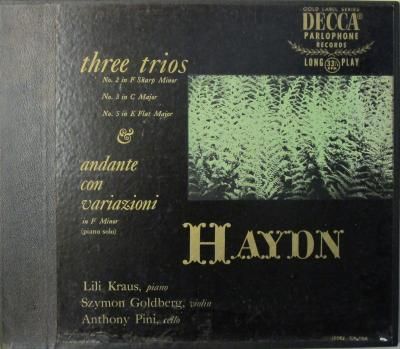 GOLD LABEL SERIES
DECCA
PARLOPHONE
RECORDS
LONG 33⅓ PLAY
three trios
No. 2 in F Sharp Minor
No. 3 in C Major
No. 5 in E Flat Major
&
andante
con
variazioni
in F Minor
(piano solo)
HAYDN
Lili Kraus, piano
Szymon Goldberg, violin
Anthony Pini, cello